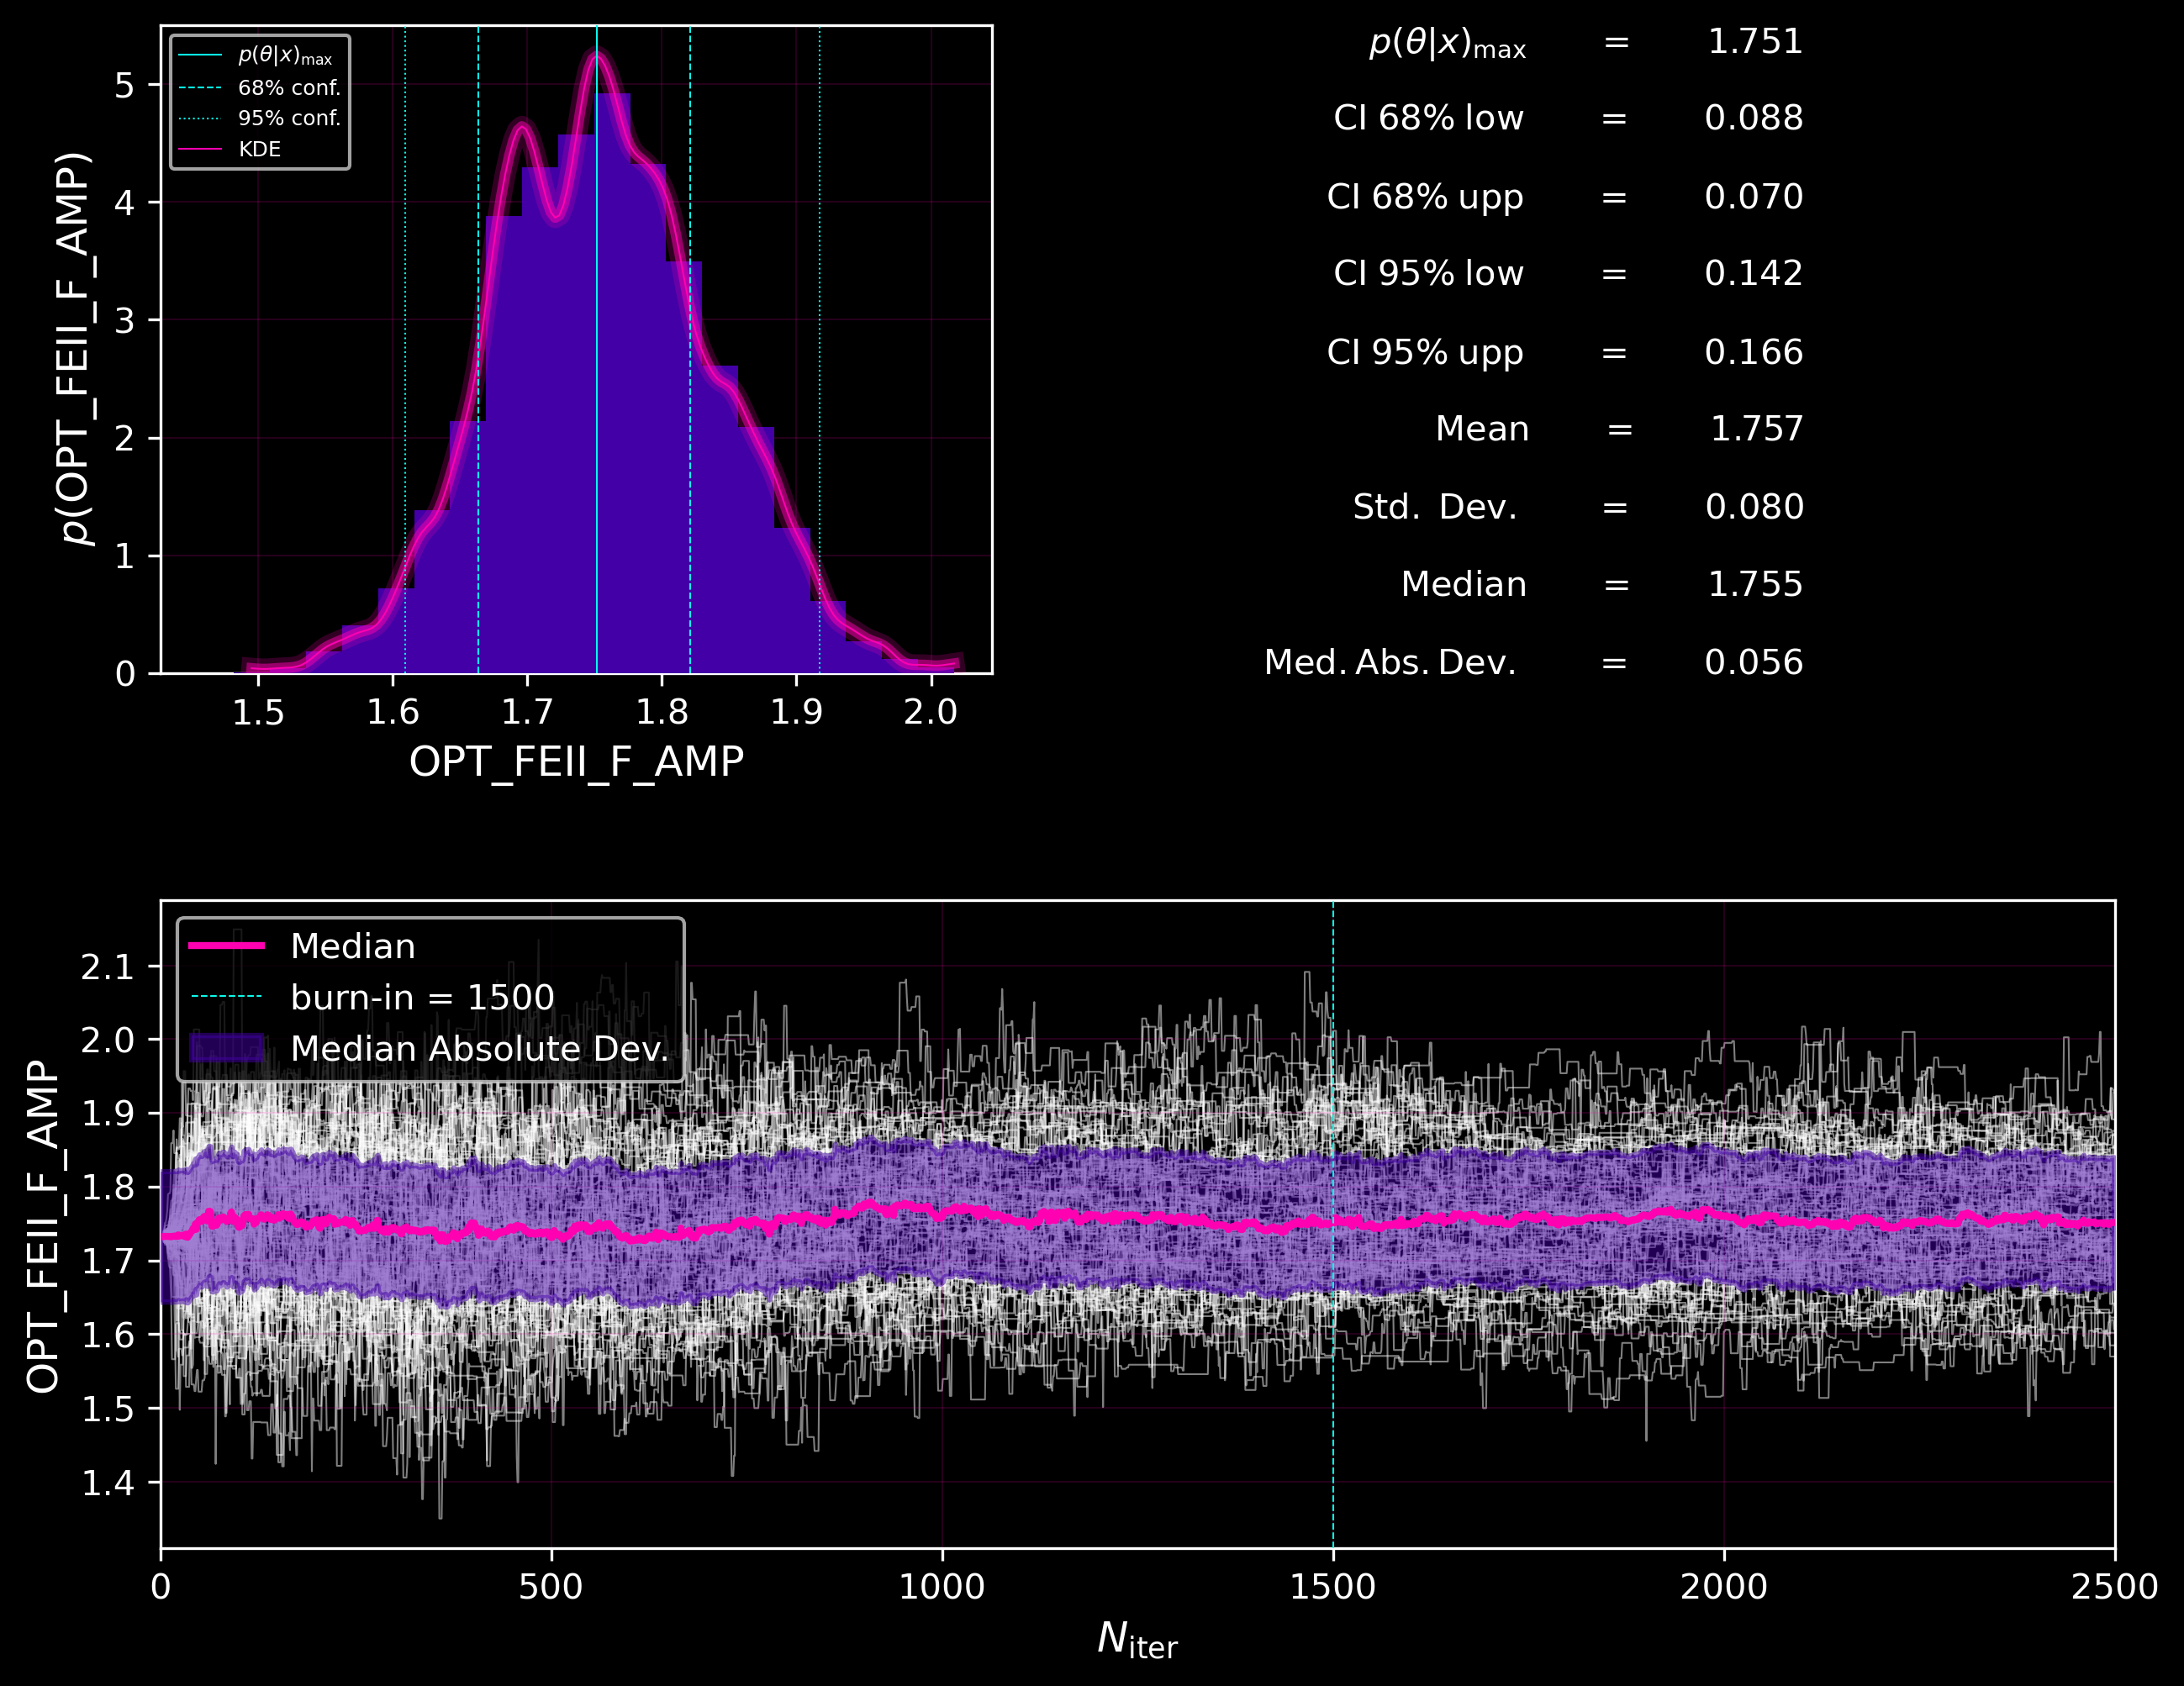 p(OPT_FEII_F_AMP)
5
4
3
2
1
0
p(θ|x)max
68% conf.
95% conf.
KDE
1.5 1.6 1.7 1.8 1.9 2.0
OPT_FEII_F_AMP
p(θ|x)max = 1.751
CI 68% low = 0.088
CI 68% upp = 0.070
CI 95% low = 0.142
CI 95% upp = 0.166
Mean = 1.757
Std. Dev. = 0.080
Median = 1.755
Med. Abs. Dev. = 0.056
OPT_FEII_F_AMP
2.1
2.0
1.9
1.8
1.7
1.6
1.5
1.4
Median
burn-in = 1500
Median Absolute Dev.
0 500 1000 1500 2000 2500
Niter